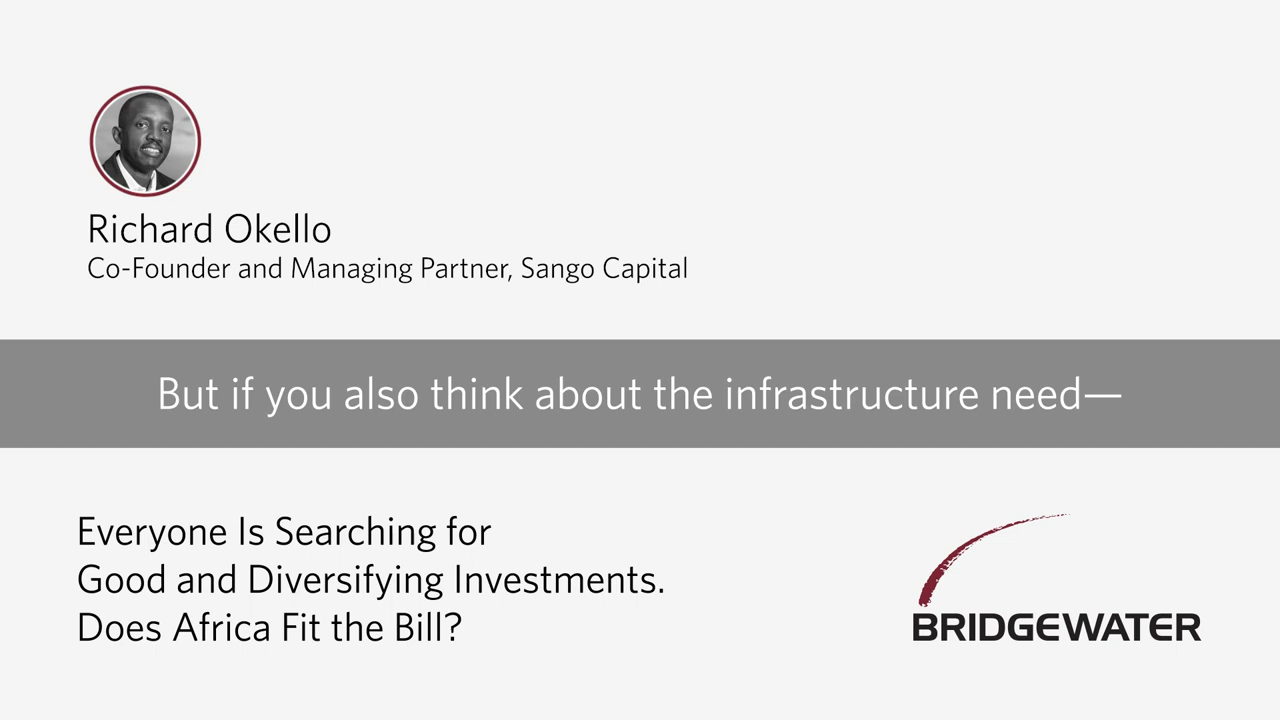 Richard Okello
Co-Founder and Managing Partner, Sango Capital
But if you also think about the infrastructure need—
Everyone Is Searching for
Good and Diversifying Investments.
Does Africa Fit the Bill?
BRIDGEWATER